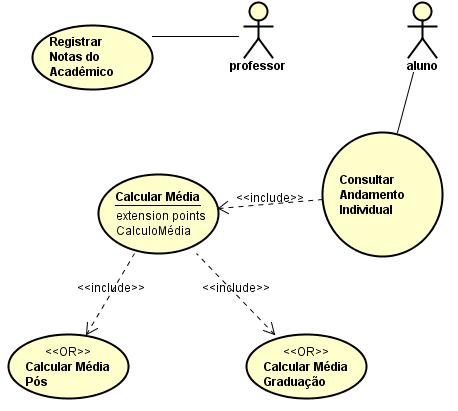 Registrar
Notas do
Académico
professor
aluno
Consultar
Andamento
Individual
<<include>>
Calcular Média
extension points
CalculoMédia
<<include>>
<<include>>
<<OR>>
Calcular Média
Pós
<<OR>>
Calcular Média
Graduação